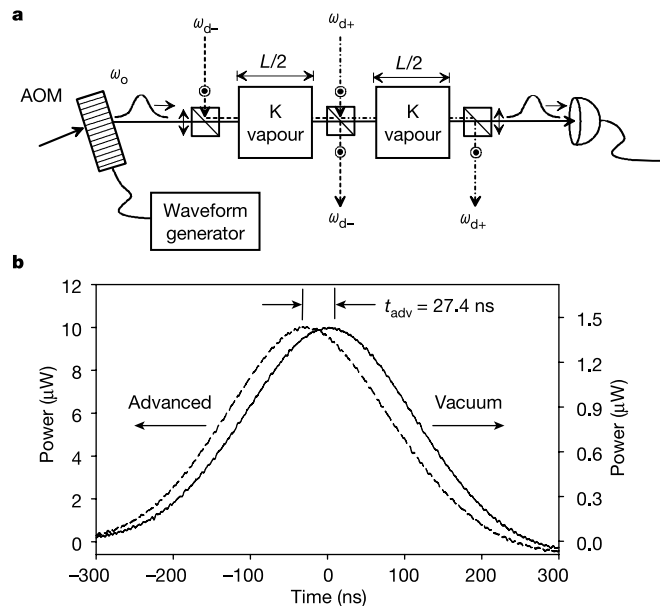 a
ω_d−
ω_d+
ω_o
L/2
L/2
AOM
K
vapour
K
vapour
Waveform
generator
ω_d−
ω_d+
b
12
10
8
6
4
2
0
Power (μW)
t_adv = 27.4 ns
Advanced
Vacuum
1.5
1.2
0.9
0.6
0.3
0.0
Power (μW)
−300
−200
−100
0
100
200
300
Time (ns)